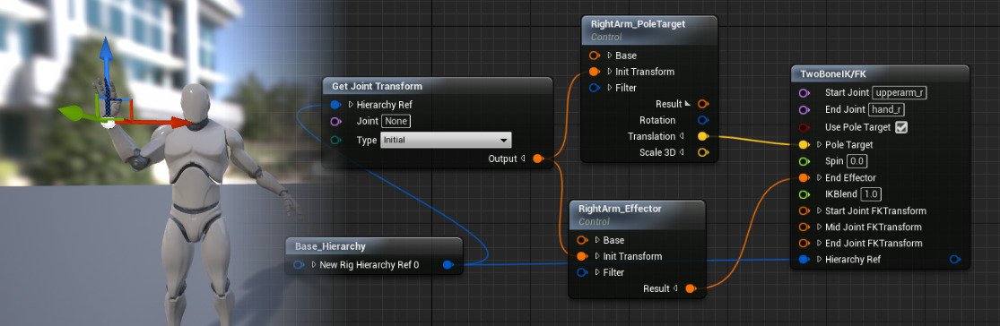 Get Joint Transform
Hierarchy Ref
Joint None
Type Initial
Output
Base_Hierarchy
New Rig Hierarchy Ref 0
RightArm_PoleTarget
Control
Base
Init Transform
Filter
Result
Rotation
Translation
Scale 3D
RightArm_Effector
Control
Base
Init Transform
Filter
Result
TwoBoneIK/FK
Start Joint upperarm_r
End Joint hand_r
Use Pole Target
Pole Target
Spin 0.0
End Effector
IKBlend 1.0
Start Joint FKTransform
Mid Joint FKTransform
End Joint FKTransform
Hierarchy Ref